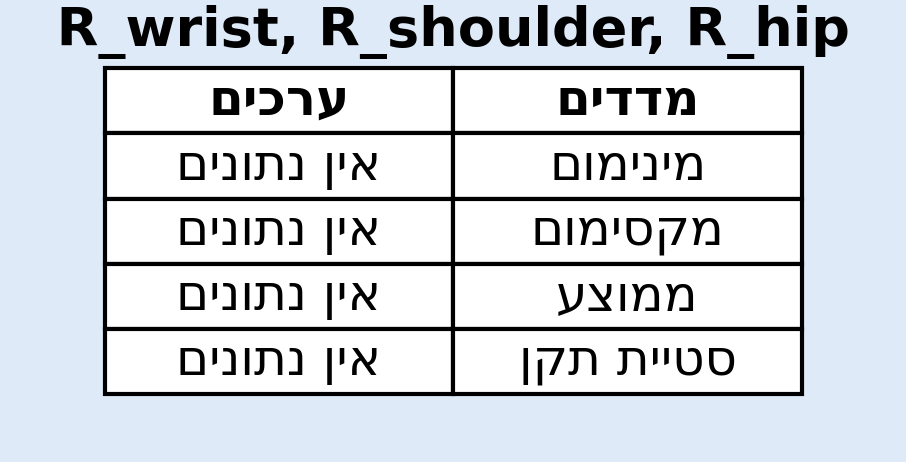 R_wrist, R_shoulder, R_hip
מדדים ערכים
מינימום אין נתונים
מקסימום אין נתונים
ממוצע אין נתונים
סטיית תקן אין נתונים